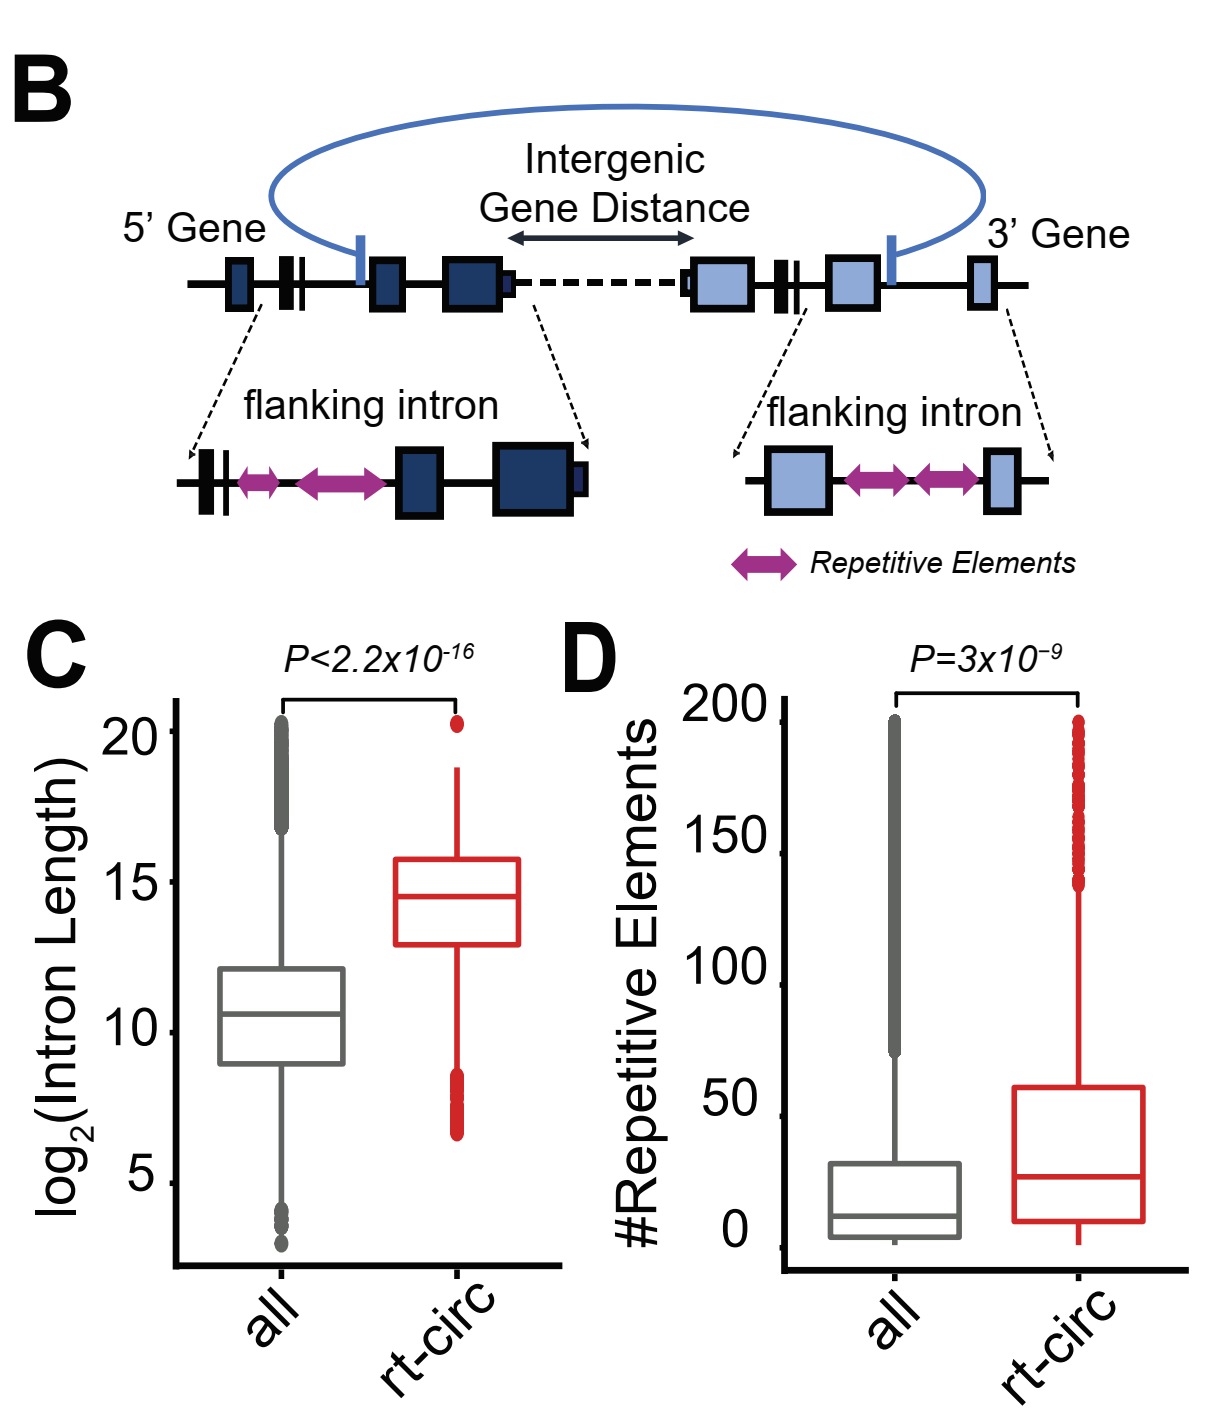 B
Intergenic
Gene Distance
5’ Gene
3’ Gene
flanking intron
flanking intron
Repetitive Elements
C
P<2.2x10⁻¹⁶
log₂(Intron Length)
20
15
10
5
all
rt-circ
D
P=3x10⁻⁹
#Repetitive Elements
200
150
100
50
0
all
rt-circ